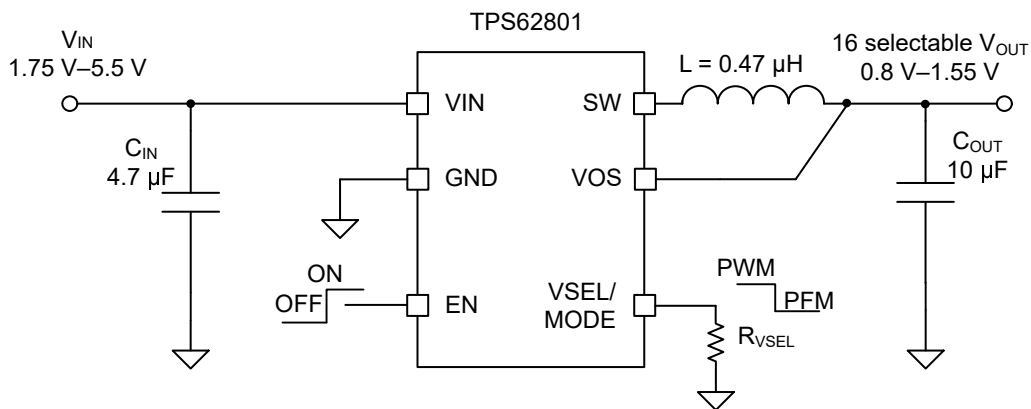 TPS62801
VIN
1.75 V–5.5 V
16 selectable VOUT
0.8 V–1.55 V
L = 0.47 µH
VIN
SW
CIN
4.7 µF
GND
VOS
COUT
10 µF
ON
OFF
EN
VSEL/
MODE
PWM
PFM
RVSEL